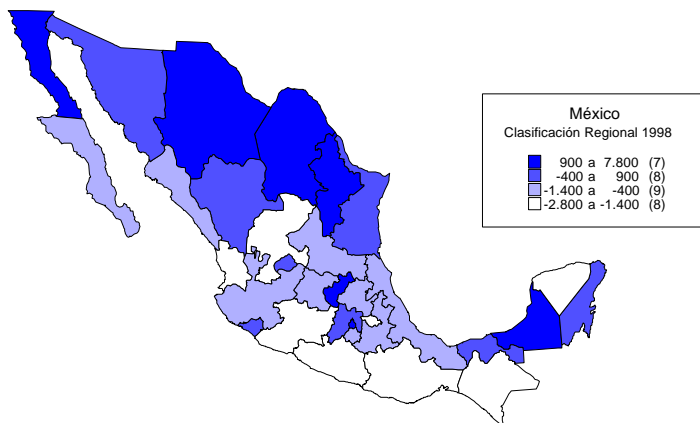 México
Clasificación Regional 1998
900 a 7.800 (7)
-400 a 900 (8)
-1.400 a -400 (9)
-2.800 a -1.400 (8)